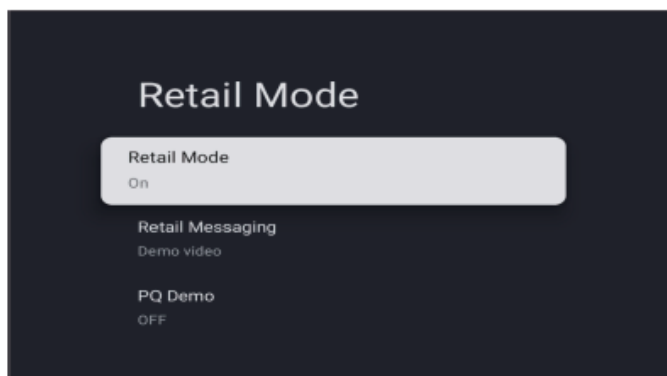 Retail Mode
Retail Mode
On
Retail Messaging
Demo video
PQ Demo
OFF